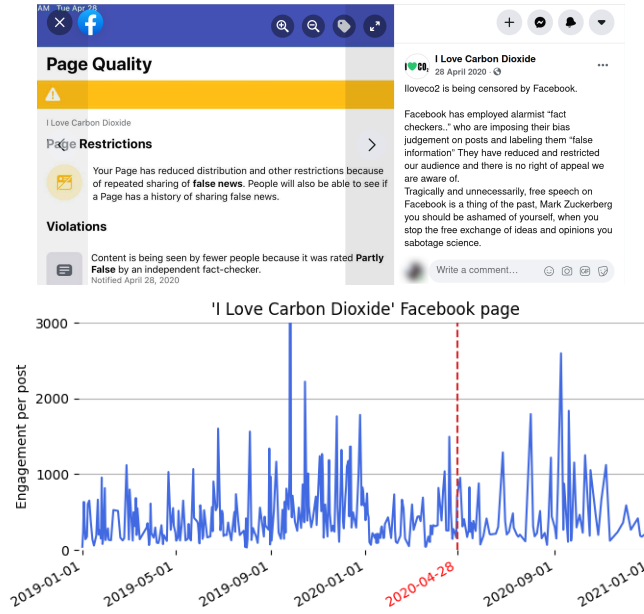 AM Tue Apr 28
Page Quality
I Love Carbon Dioxide
Page Restrictions
Your Page has reduced distribution and other restrictions because
of repeated sharing of false news. People will also be able to see if
a Page has a history of sharing false news.
Violations
Content is being seen by fewer people because it was rated Partly
False by an independent fact-checker.
Notified April 28, 2020
I CO₂
I Love Carbon Dioxide
28 April 2020 ·
Iloveco2 is being censored by Facebook.
Facebook has employed alarmist “fact
checkers..” who are imposing their bias
judgement on posts and labeling them “false
information” They have reduced and restricted
our audience and there is no right of appeal we
are aware of.
Tragically and unnecessarily, free speech on
Facebook is a thing of the past, Mark Zuckerberg
you should be ashamed of yourself, when you
stop the free exchange of ideas and opinions you
sabotage science.
Write a comment…
GIF
'I Love Carbon Dioxide' Facebook page
Engagement per post
3000
2000
1000
0
2019-01-01
2019-05-01
2019-09-01
2020-01-01
2020-04-28
2020-09-01
2021-01-01